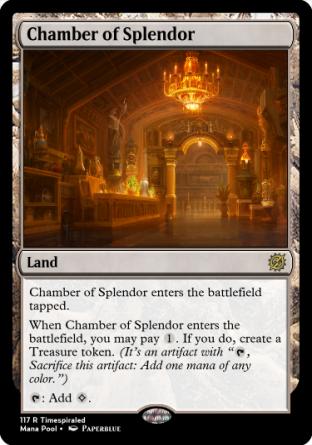 Chamber of Splendor
Land
Chamber of Splendor enters the battlefield
tapped.
When Chamber of Splendor enters the
battlefield, you may pay 1. If you do, create a
Treasure token. (It's an artifact with “, 
Sacrifice this artifact: Add one mana of any
color.”)
: Add .
117 R Timespiraled
Mana Pool • PAPERBLUE